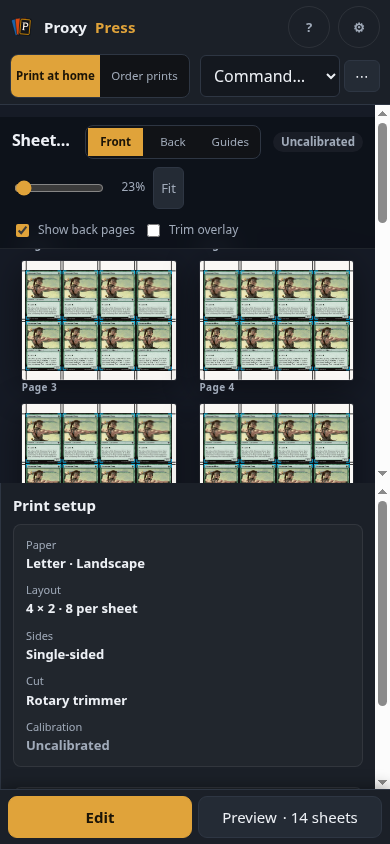 Proxy Press
?
Print at home
Order prints
Command...
...
Sheet...
Front
Back
Guides
Uncalibrated
23%
Fit
Show back pages
Trim overlay
Page 3
Page 4
Print setup
Paper
Letter · Landscape
Layout
4 × 2 · 8 per sheet
Sides
Single-sided
Cut
Rotary trimmer
Calibration
Uncalibrated
Edit
Preview · 14 sheets